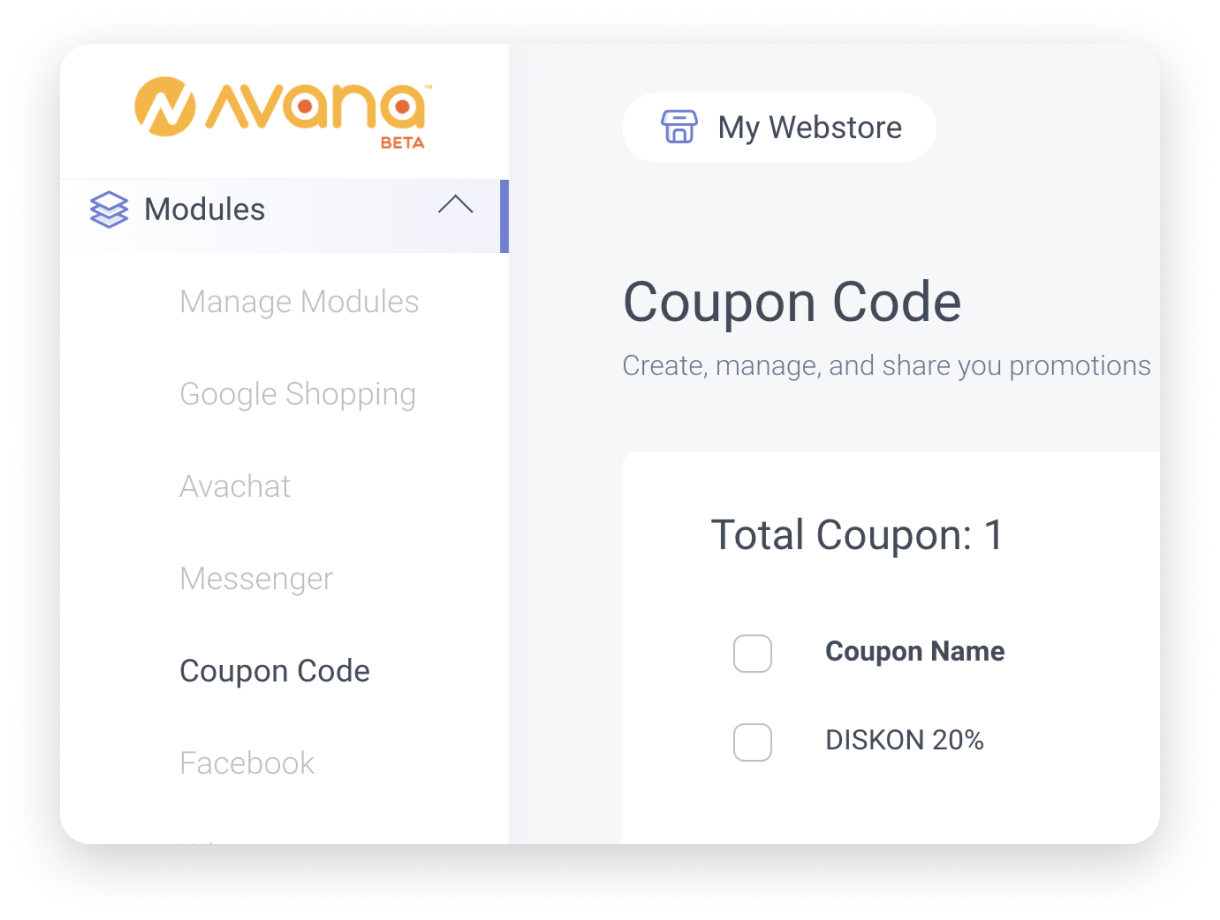 Avana™
BETA
Modules
Manage Modules
Google Shopping
Avachat
Messenger
Coupon Code
Facebook
My Webstore
Coupon Code
Create, manage, and share you promotions
Total Coupon: 1
Coupon Name
DISKON 20%